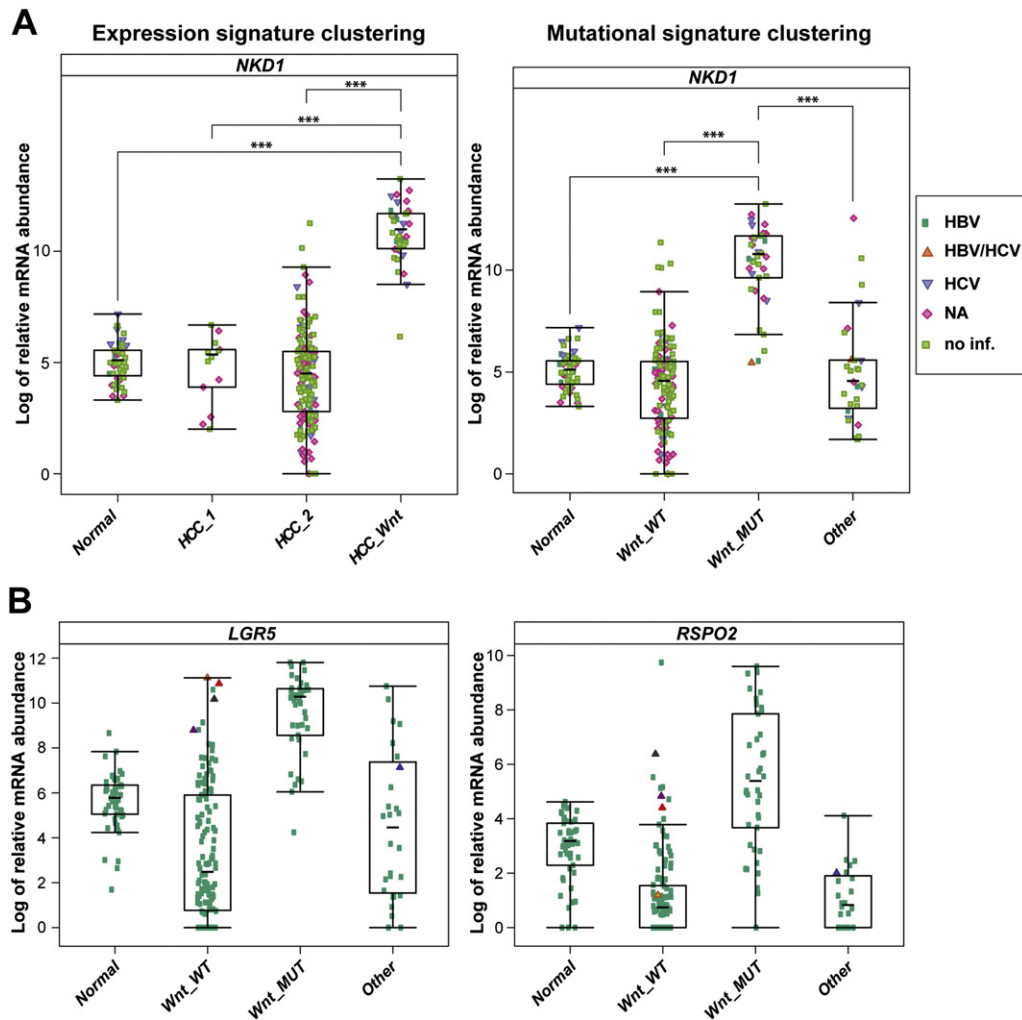 A
Expression signature clustering
Mutational signature clustering
NKD1
NKD1
***
***
***
***
***
***
Log of relative mRNA abundance
10
5
0
Normal
HCC_1
HCC_2
HCC_Wnt
Log of relative mRNA abundance
10
5
0
Normal
Wnt_WT
Wnt_MUT
Other
HBV
HBV/HCV
HCV
NA
no inf.
B
LGR5
RSPO2
Log of relative mRNA abundance
12
10
8
6
4
2
0
Normal
Wnt_WT
Wnt_MUT
Other
Log of relative mRNA abundance
10
8
6
4
2
0
Normal
Wnt_WT
Wnt_MUT
Other